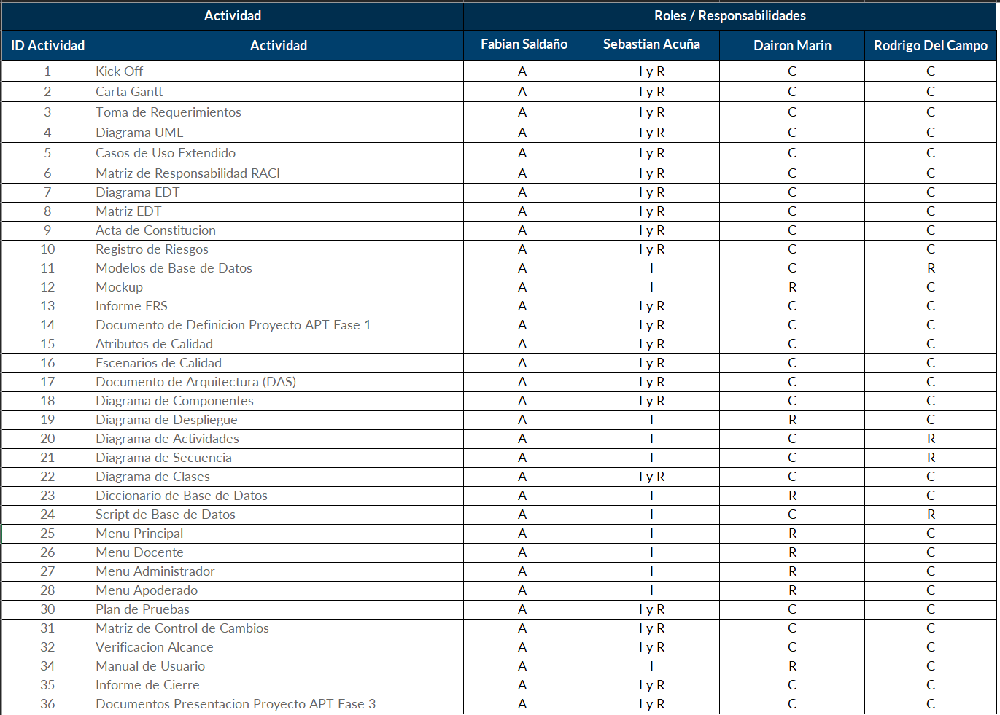 Actividad Roles / Responsabilidades
ID Actividad Actividad Fabian Saldaño Sebastian Acuña Dairon Marin Rodrigo Del Campo
1 Kick Off A I y R C C
2 Carta Gantt A I y R C C
3 Toma de Requerimientos A I y R C C
4 Diagrama UML A I y R C C
5 Casos de Uso Extendido A I y R C C
6 Matriz de Responsabilidad RACI A I y R C C
7 Diagrama EDT A I y R C C
8 Matriz EDT A I y R C C
9 Acta de Constitucion A I y R C C
10 Registro de Riesgos A I y R C C
11 Modelos de Base de Datos A I C R
12 Mockup A I R C
13 Informe ERS A I y R C C
14 Documento de Definicion Proyecto APT Fase 1 A I y R C C
15 Atributos de Calidad A I y R C C
16 Escenarios de Calidad A I y R C C
17 Documento de Arquitectura (DAS) A I y R C C
18 Diagrama de Componentes A I y R C C
19 Diagrama de Despliegue A I R C
20 Diagrama de Actividades A I C R
21 Diagrama de Secuencia A I C R
22 Diagrama de Clases A I y R C C
23 Diccionario de Base de Datos A I R C
24 Script de Base de Datos A I C R
25 Menu Principal A I R C
26 Menu Docente A I R C
27 Menu Administrador A I R C
28 Menu Apoderado A I R C
30 Plan de Pruebas A I y R C C
31 Matriz de Control de Cambios A I y R C C
32 Verificacion Alcance A I y R C C
34 Manual de Usuario A I R C
35 Informe de Cierre A I y R C C
36 Documentos Presentacion Proyecto APT Fase 3 A I y R C C